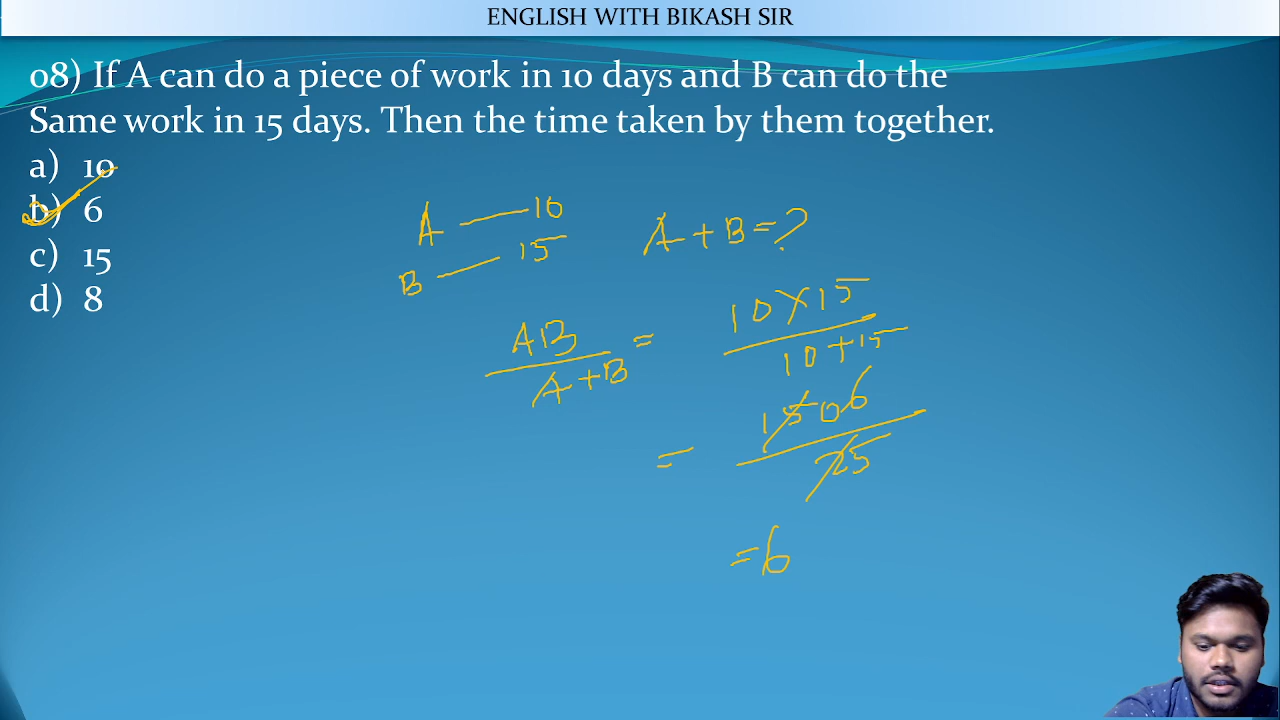 ENGLISH WITH BIKASH SIR
08) If A can do a piece of work in 10 days and B can do the
Same work in 15 days. Then the time taken by them together.
a) 10
b) 6
c) 15
d) 8
A — 10
B — 15
A + B = ?
AB / A + B = 10 × 15 / 10 + 15
= 150 6 / 25
= 6